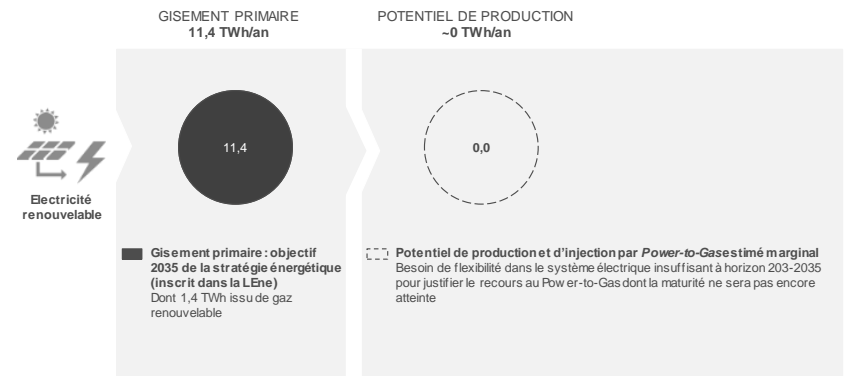 GISEMENT PRIMAIRE
11,4 TWh/an
POTENTIEL DE PRODUCTION
~0 TWh/an
11,4
0,0
Electricité
renouvelable
Gisement primaire : objectif
2035 de la stratégie énergétique
(inscrit dans la LEne)
Dont 1,4 TWh issu de gaz
renouvelable
Potentiel de production et d'injection par Power-to-Gas estimé marginal
Besoin de flexibilité dans le système électrique insuffisant à horizon 203-2035
pour justifier le recours au Power-to-Gas dont la maturité ne sera pas encore
atteinte